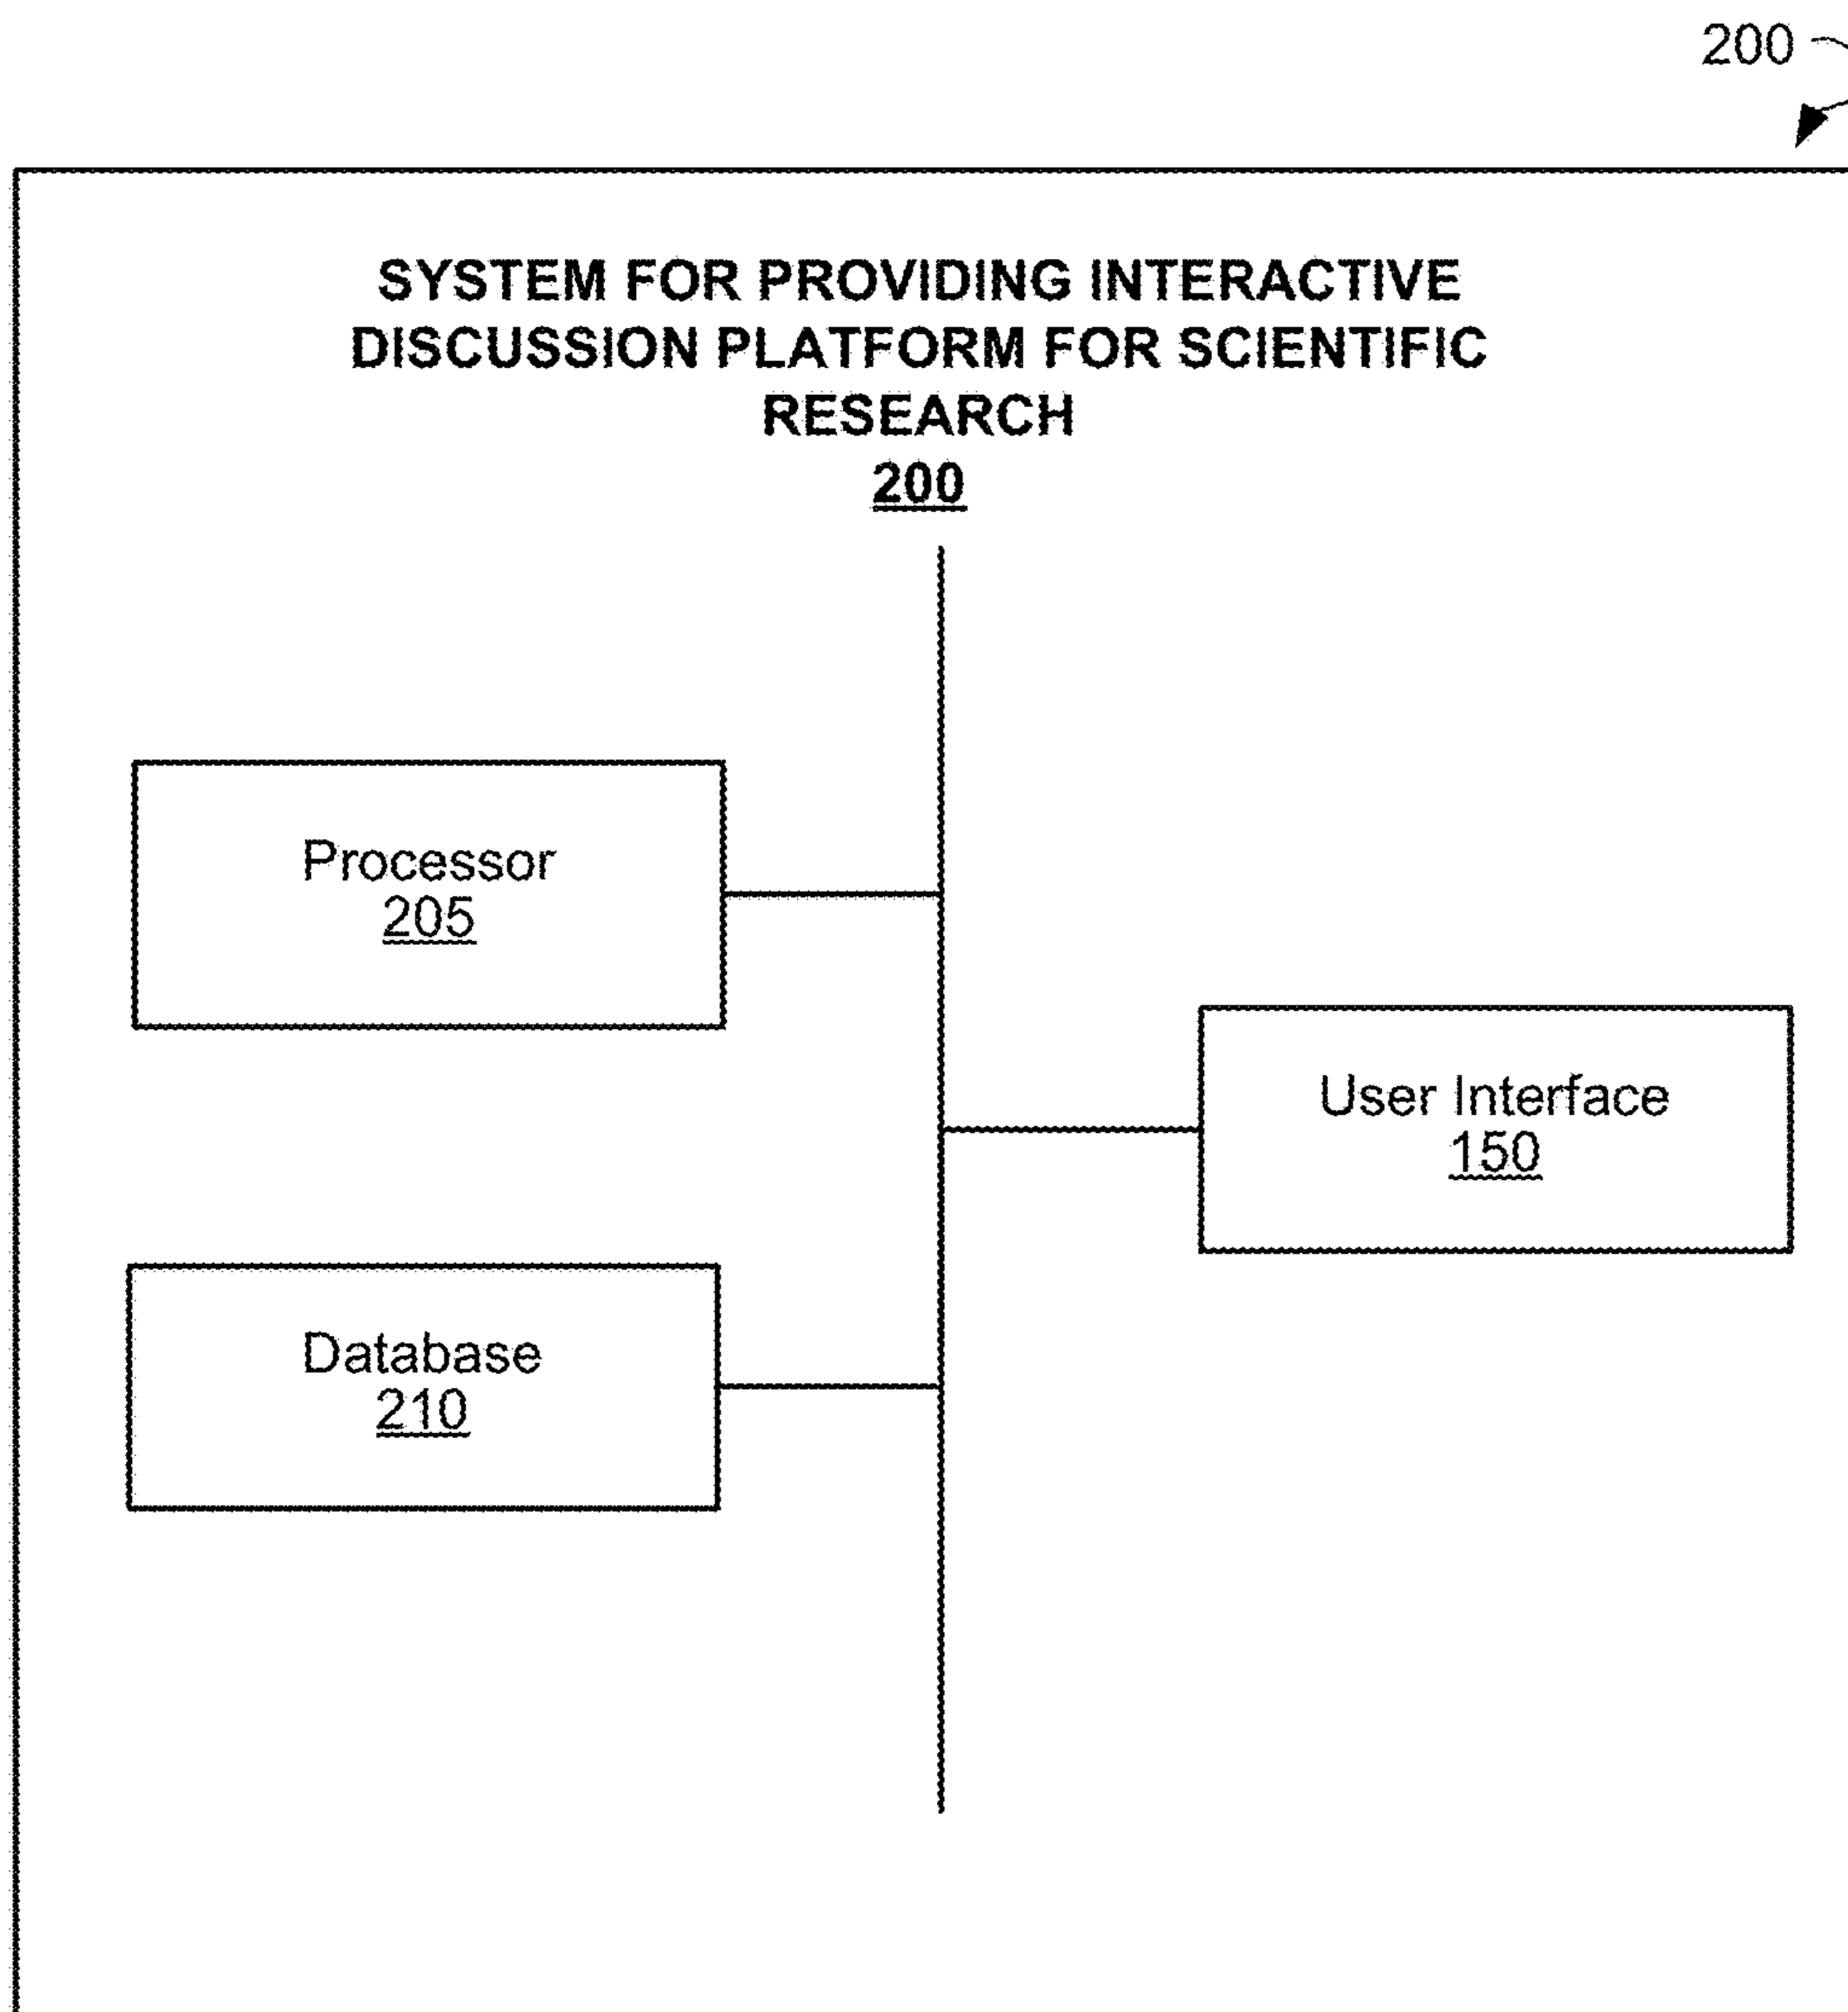 200
SYSTEM FOR PROVIDING INTERACTIVE
DISCUSSION PLATFORM FOR SCIENTIFIC
RESEARCH
200
Processor
205
User Interface
150
Database
210